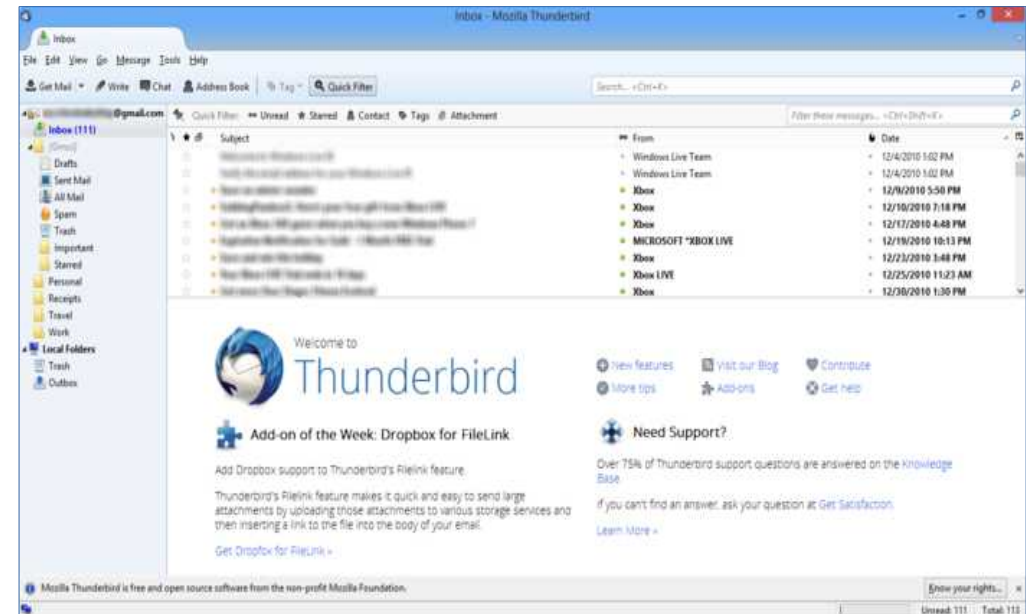 Inbox - Mozilla Thunderbird
Inbox
File Edit View Go Message Tools Help
Get Mail Write Chat Address Book Tag Quick Filter Search... <Ctrl+K>
@gmail.com
Quick Filter: Unread Starred Contact Tags Attachment Filter these messages... <Ctrl+Shift+K>
Inbox (111)
Drafts
Sent Mail
All Mail
Spam
Trash
Important
Starred
Personal
Receipts
Travel
Work
Local Folders
Trash
Outbox
Subject From Date
Windows Live Team 12/4/2010 1:02 PM
Windows Live Team 12/4/2010 1:02 PM
Xbox 12/9/2010 5:50 PM
Xbox 12/10/2010 7:18 PM
Xbox 12/17/2010 4:48 PM
MICROSOFT *XBOX LIVE 12/19/2010 10:13 PM
Xbox 12/23/2010 3:48 PM
Xbox LIVE 12/25/2010 11:23 AM
Xbox 12/30/2010 1:30 PM
Welcome to
Thunderbird
New features Visit our Blog Contribute
More tips Add-ons Get help
Add-on of the Week: Dropbox for FileLink
Add Dropbox support to Thunderbird's Filelink feature.
Thunderbird's Filelink feature makes it quick and easy to send large
attachments by uploading those attachments to various storage services and
then inserting a link to the file into the body of your email.
Get Dropfox for FileLink »
Need Support?
Over 75% of Thunderbird support questions are answered on the Knowledge
Base
If you can't find an answer, ask your question at Get Satisfaction.
Learn More »
Mozilla Thunderbird is free and open source software from the non-profit Mozilla Foundation. Know your rights...
Unread: 111 Total: 113